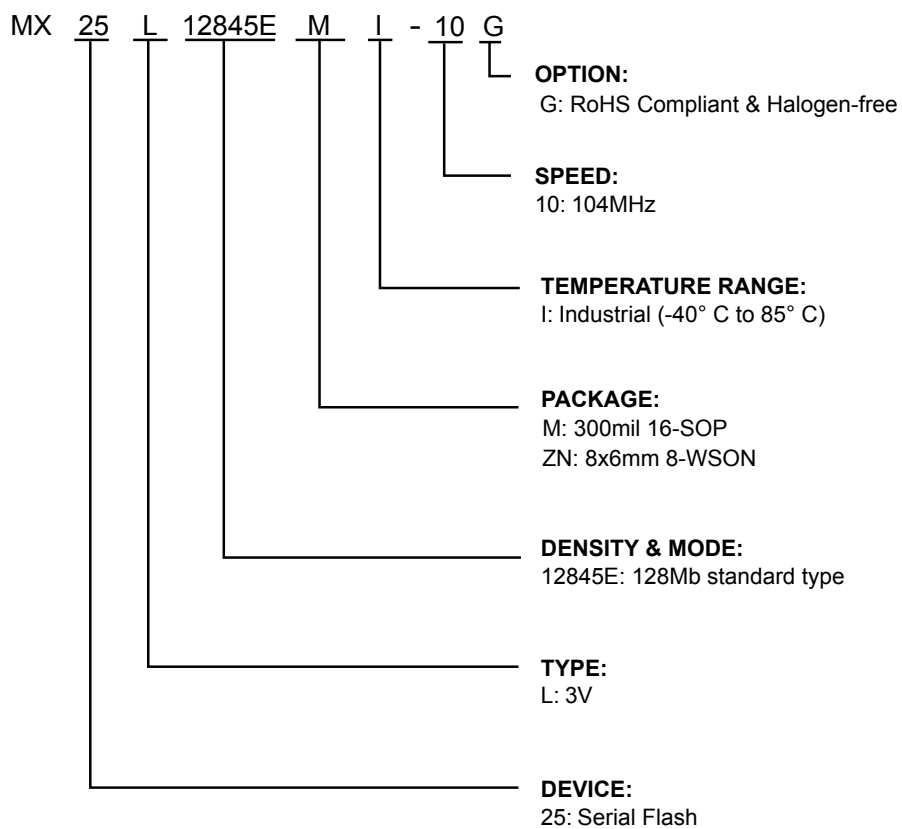 MX 25 L 12845E M I - 10 G
OPTION:
G: RoHS Compliant & Halogen-free
SPEED:
10: 104MHz
TEMPERATURE RANGE:
I: Industrial (-40° C to 85° C)
PACKAGE:
M: 300mil 16-SOP
ZN: 8x6mm 8-WSON
DENSITY & MODE:
12845E: 128Mb standard type
TYPE:
L: 3V
DEVICE:
25: Serial Flash